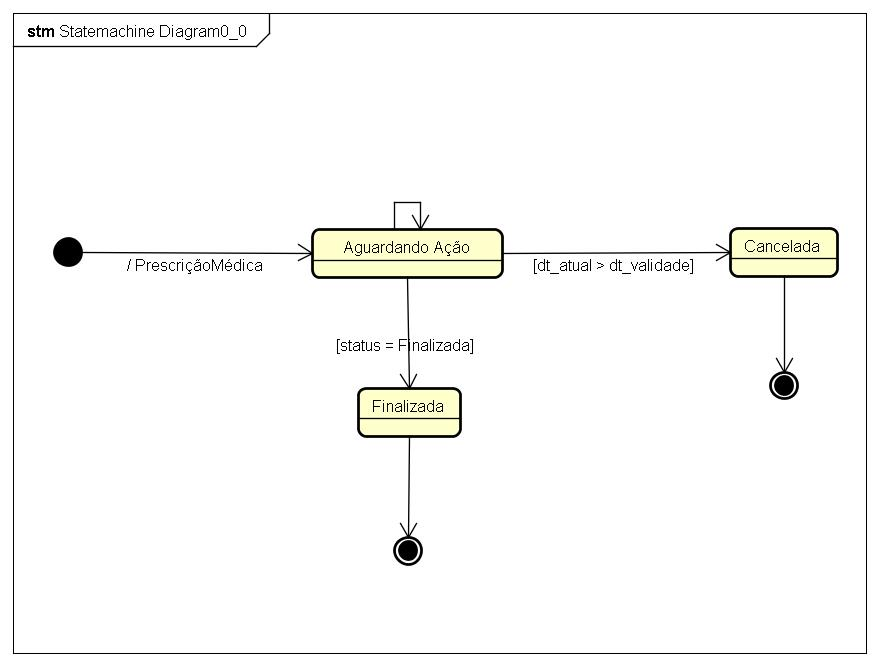 stm Statemachine Diagram0_0
Aguardando Ação
Cancelada
/ PrescriçãoMédica
[dt_atual > dt_validade]
[status = Finalizada]
Finalizada